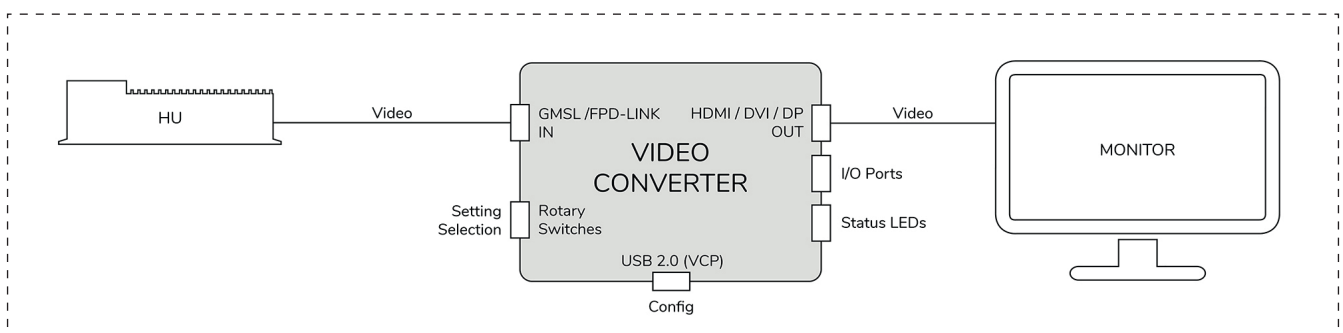 HU
Video
GMSL /FPD-LINK
IN
HDMI / DVI / DP
OUT
Video
VIDEO
CONVERTER
MONITOR
I/O Ports
Setting
Selection
Rotary
Switches
Status LEDs
USB 2.0 (VCP)
Config